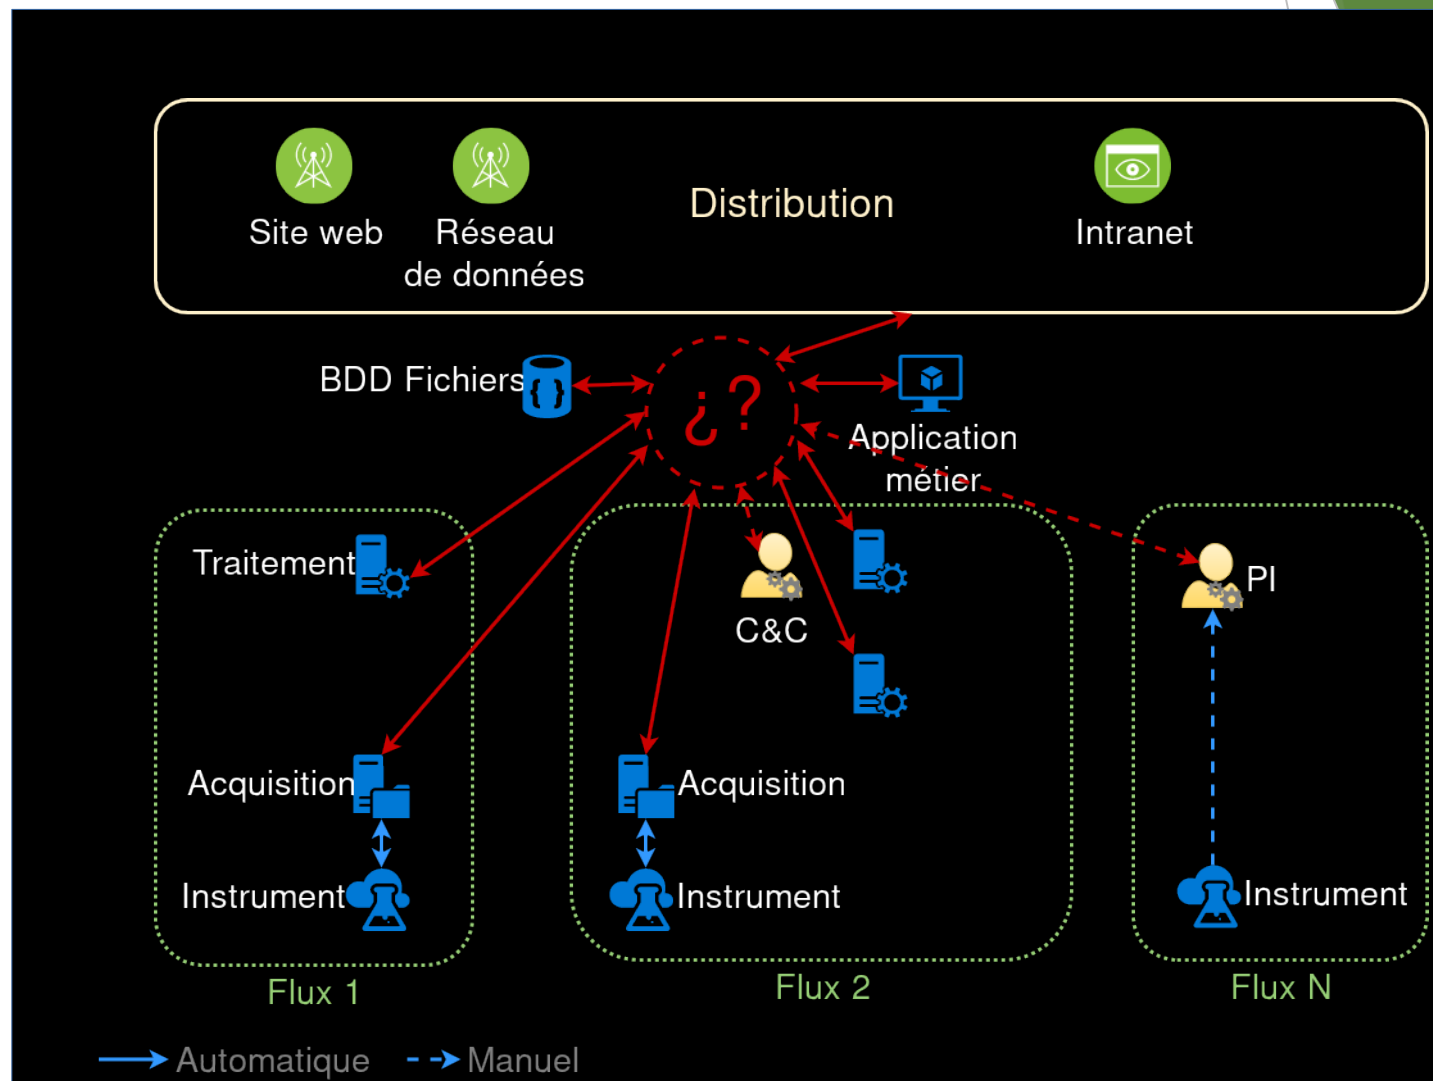 Site web
Réseau
de données
Distribution
Intranet
BDD Fichiers
{ }
¿?
Application
métier
Traitement
C&C
PI
Acquisition
Acquisition
Instrument
Instrument
Instrument
Flux 1
Flux 2
Flux N
Automatique
Manuel